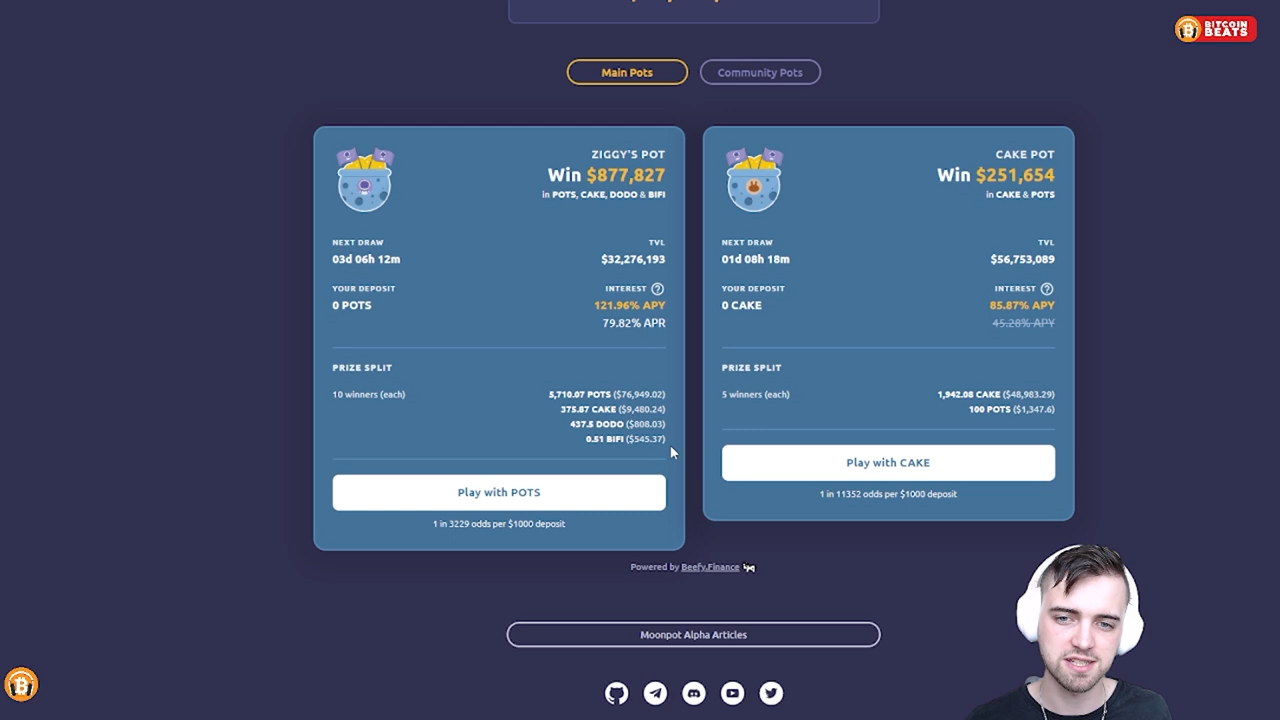 BITCOIN
BEATS
Main Pots
Community Pots
ZIGGY'S POT
Win $877,827
in POTS, CAKE, DODO & BIFI
NEXT DRAW
TVL
03d 06h 12m
$32,276,193
YOUR DEPOSIT
INTEREST ?
0 POTS
121.96% APY
79.82% APR
PRIZE SPLIT
10 winners (each)
5,710.07 POTS ($76,949.02)
375.87 CAKE ($9,480.24)
437.5 DODO ($808.03)
0.51 BIFI ($545.37)
Play with POTS
1 in 3229 odds per $1000 deposit
CAKE POT
Win $251,654
in CAKE & POTS
NEXT DRAW
TVL
01d 08h 18m
$56,753,089
YOUR DEPOSIT
INTEREST ?
0 CAKE
85.87% APY
45.28% APY
PRIZE SPLIT
5 winners (each)
1,942.08 CAKE ($48,983.29)
100 POTS ($1,347.6)
Play with CAKE
1 in 11352 odds per $1000 deposit
Powered by Beefy.Finance
Moonpot Alpha Articles